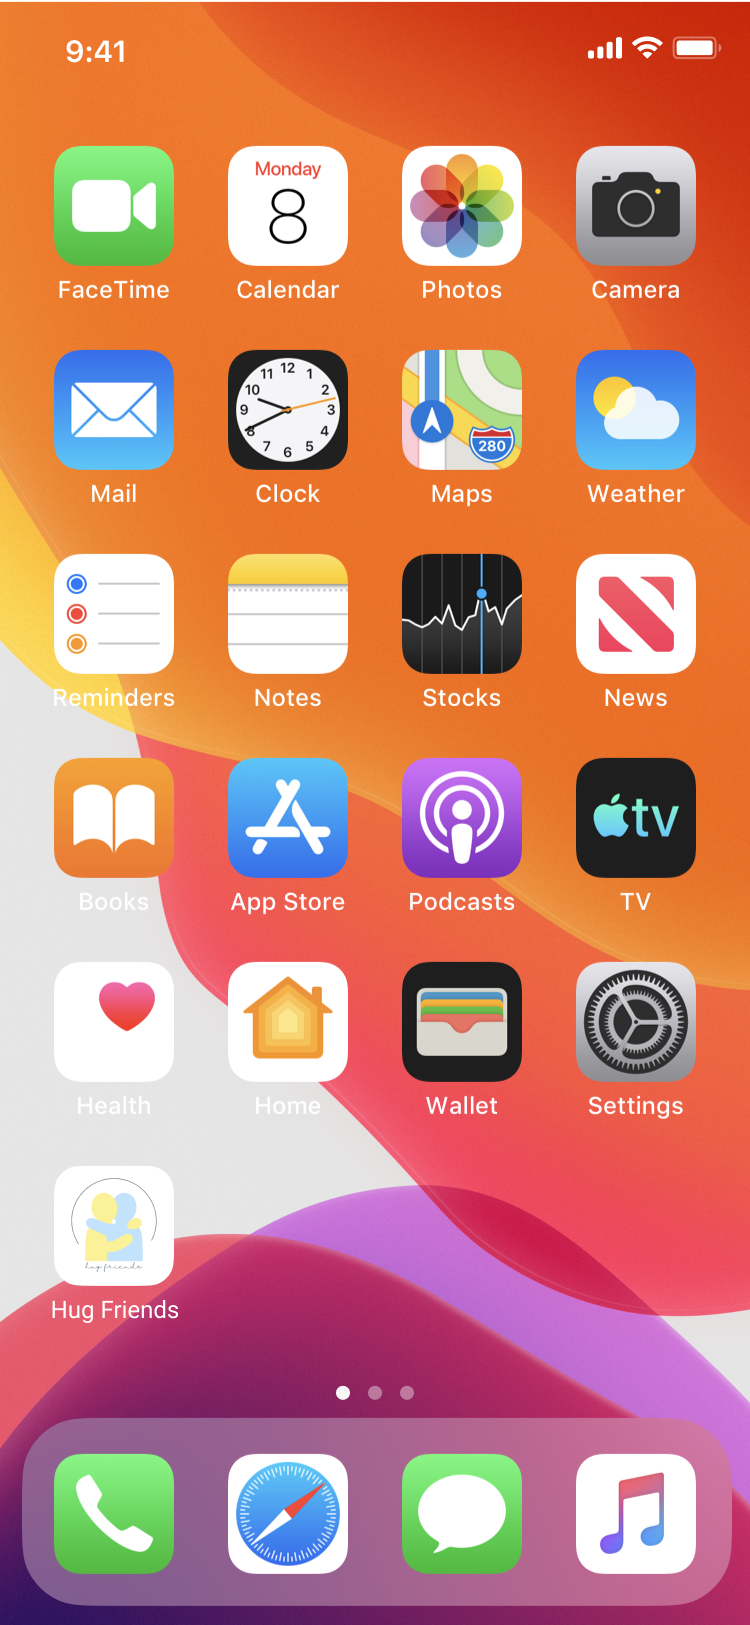 9:41
Monday
8
FaceTime
Calendar
Photos
Camera
12
11
1
10
2
9
3
8
4
7
5
6
280
Mail
Clock
Maps
Weather
Reminders
Notes
Stocks
News
tv
Books
App Store
Podcasts
TV
Health
Home
Wallet
Settings
hug friends
Hug Friends